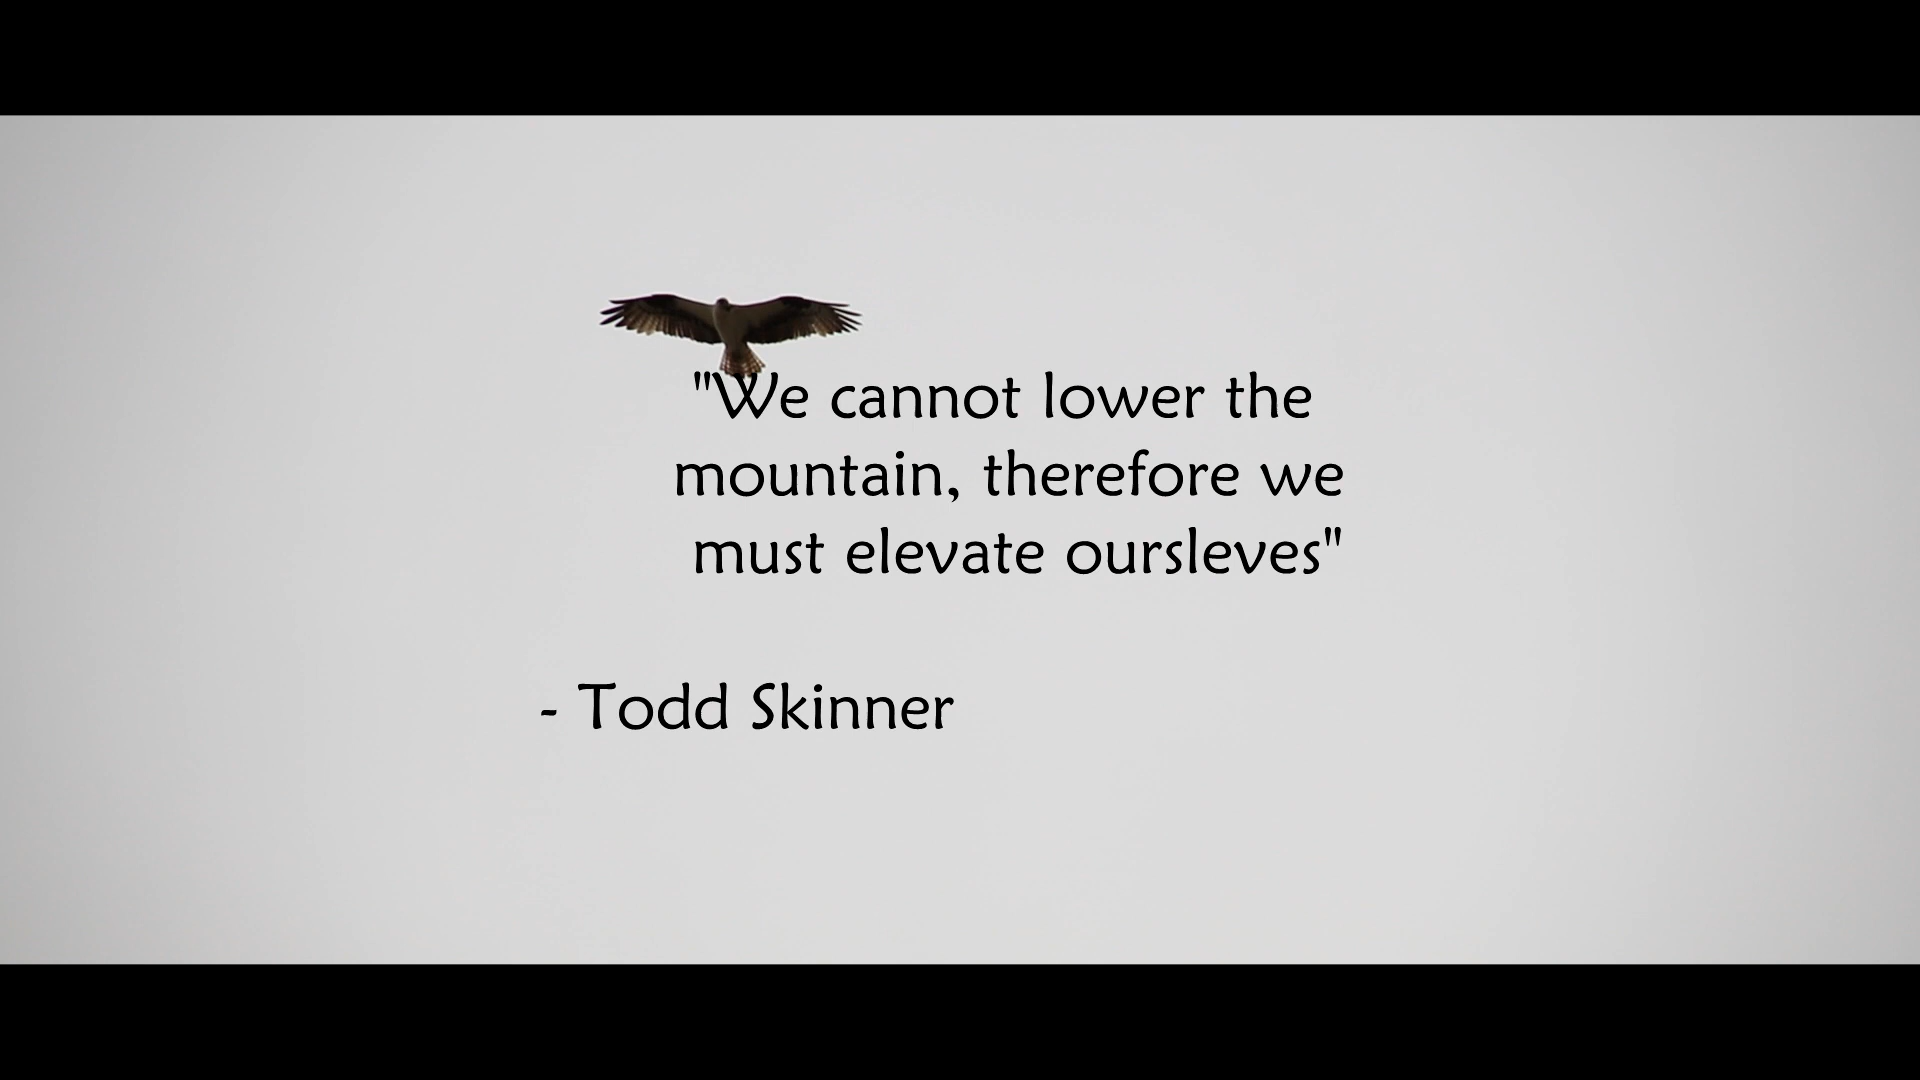 "We cannot lower the
mountain, therefore we
must elevate oursleves"
- Todd Skinner